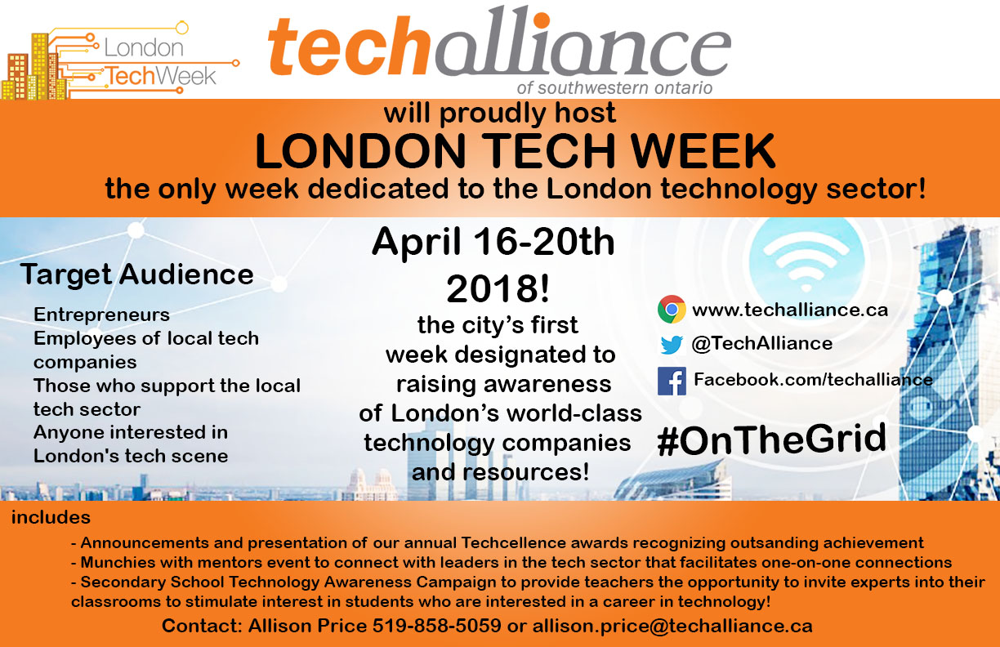 London
TechWeek
techalliance
of southwestern ontario
will proudly host
LONDON TECH WEEK
the only week dedicated to the London technology sector!
Target Audience
Entrepreneurs
Employees of local tech
companies
Those who support the local
tech sector
Anyone interested in
London's tech scene
April 16-20th
2018!
the city’s first
week designated to
raising awareness
of London’s world-class
technology companies
and resources!
www.techalliance.ca
@TechAlliance
Facebook.com/techalliance
#OnTheGrid
includes
- Announcements and presentation of our annual Techcellence awards recognizing outsanding achievement
- Munchies with mentors event to connect with leaders in the tech sector that facilitates one-on-one connections
- Secondary School Technology Awareness Campaign to provide teachers the opportunity to invite experts into their
classrooms to stimulate interest in students who are interested in a career in technology!
Contact: Allison Price 519-858-5059 or allison.price@techalliance.ca